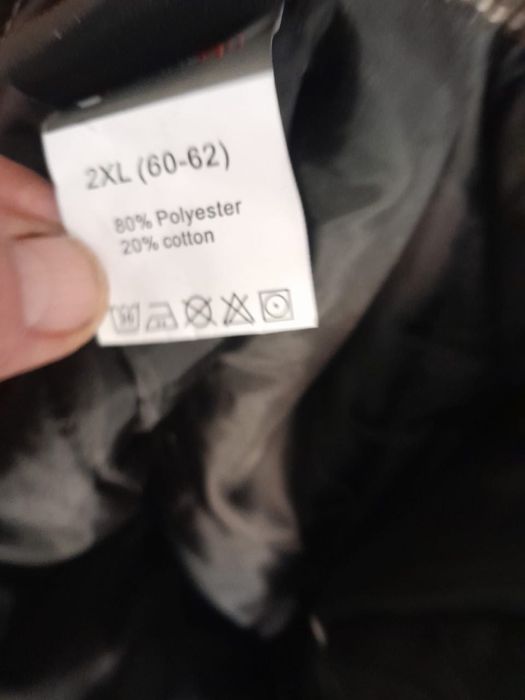 2XL (60-62)
80% Polyester
20% cotton